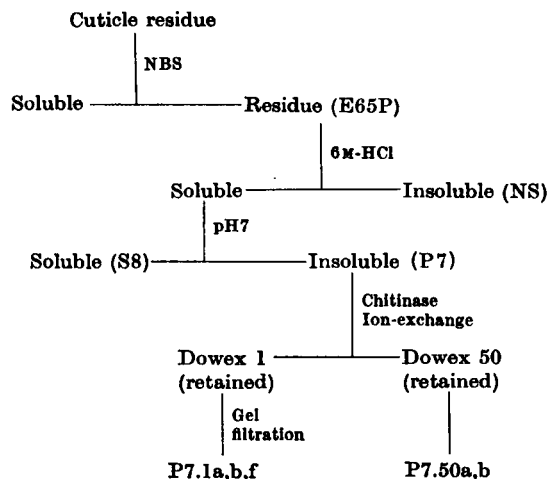 Cuticle residue
NBS
Soluble
Residue (E65P)
6M-HCl
Soluble
Insoluble (NS)
pH7
Soluble (S8)
Insoluble (P7)
Chitinase
Ion-exchange
Dowex 1
(retained)
Dowex 50
(retained)
Gel
filtration
P7.1a,b,f
P7.50a,b